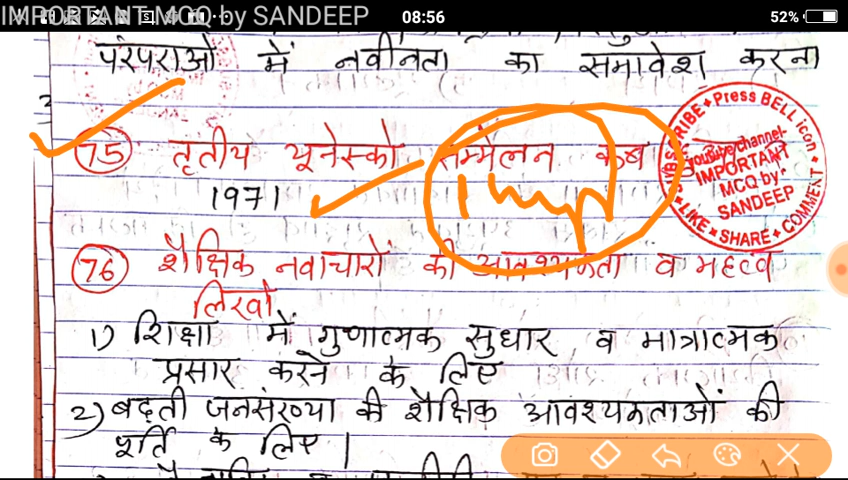 IMPORTANT MCQ by SANDEEP 08:56 52%
परंपराओं में नवीनता का समावेश करना
75 तृतीय यूनेस्को सम्मेलन कब
1971
Imp
SUBSCRIBE + Press BELL icon + LIKE + SHARE + COMMENT
youtube channel-
IMPORTANT
MCQ by
SANDEEP
76 शैक्षिक नवाचारों की आवश्यकता व महत्व
लिखो
1) शिक्षा में गुणात्मक सुधार व मात्रात्मक
प्रसार करने के लिए
2) बढ़ती जनसंख्या की शैक्षिक आवश्यकताओं की
पूर्ति के लिए |